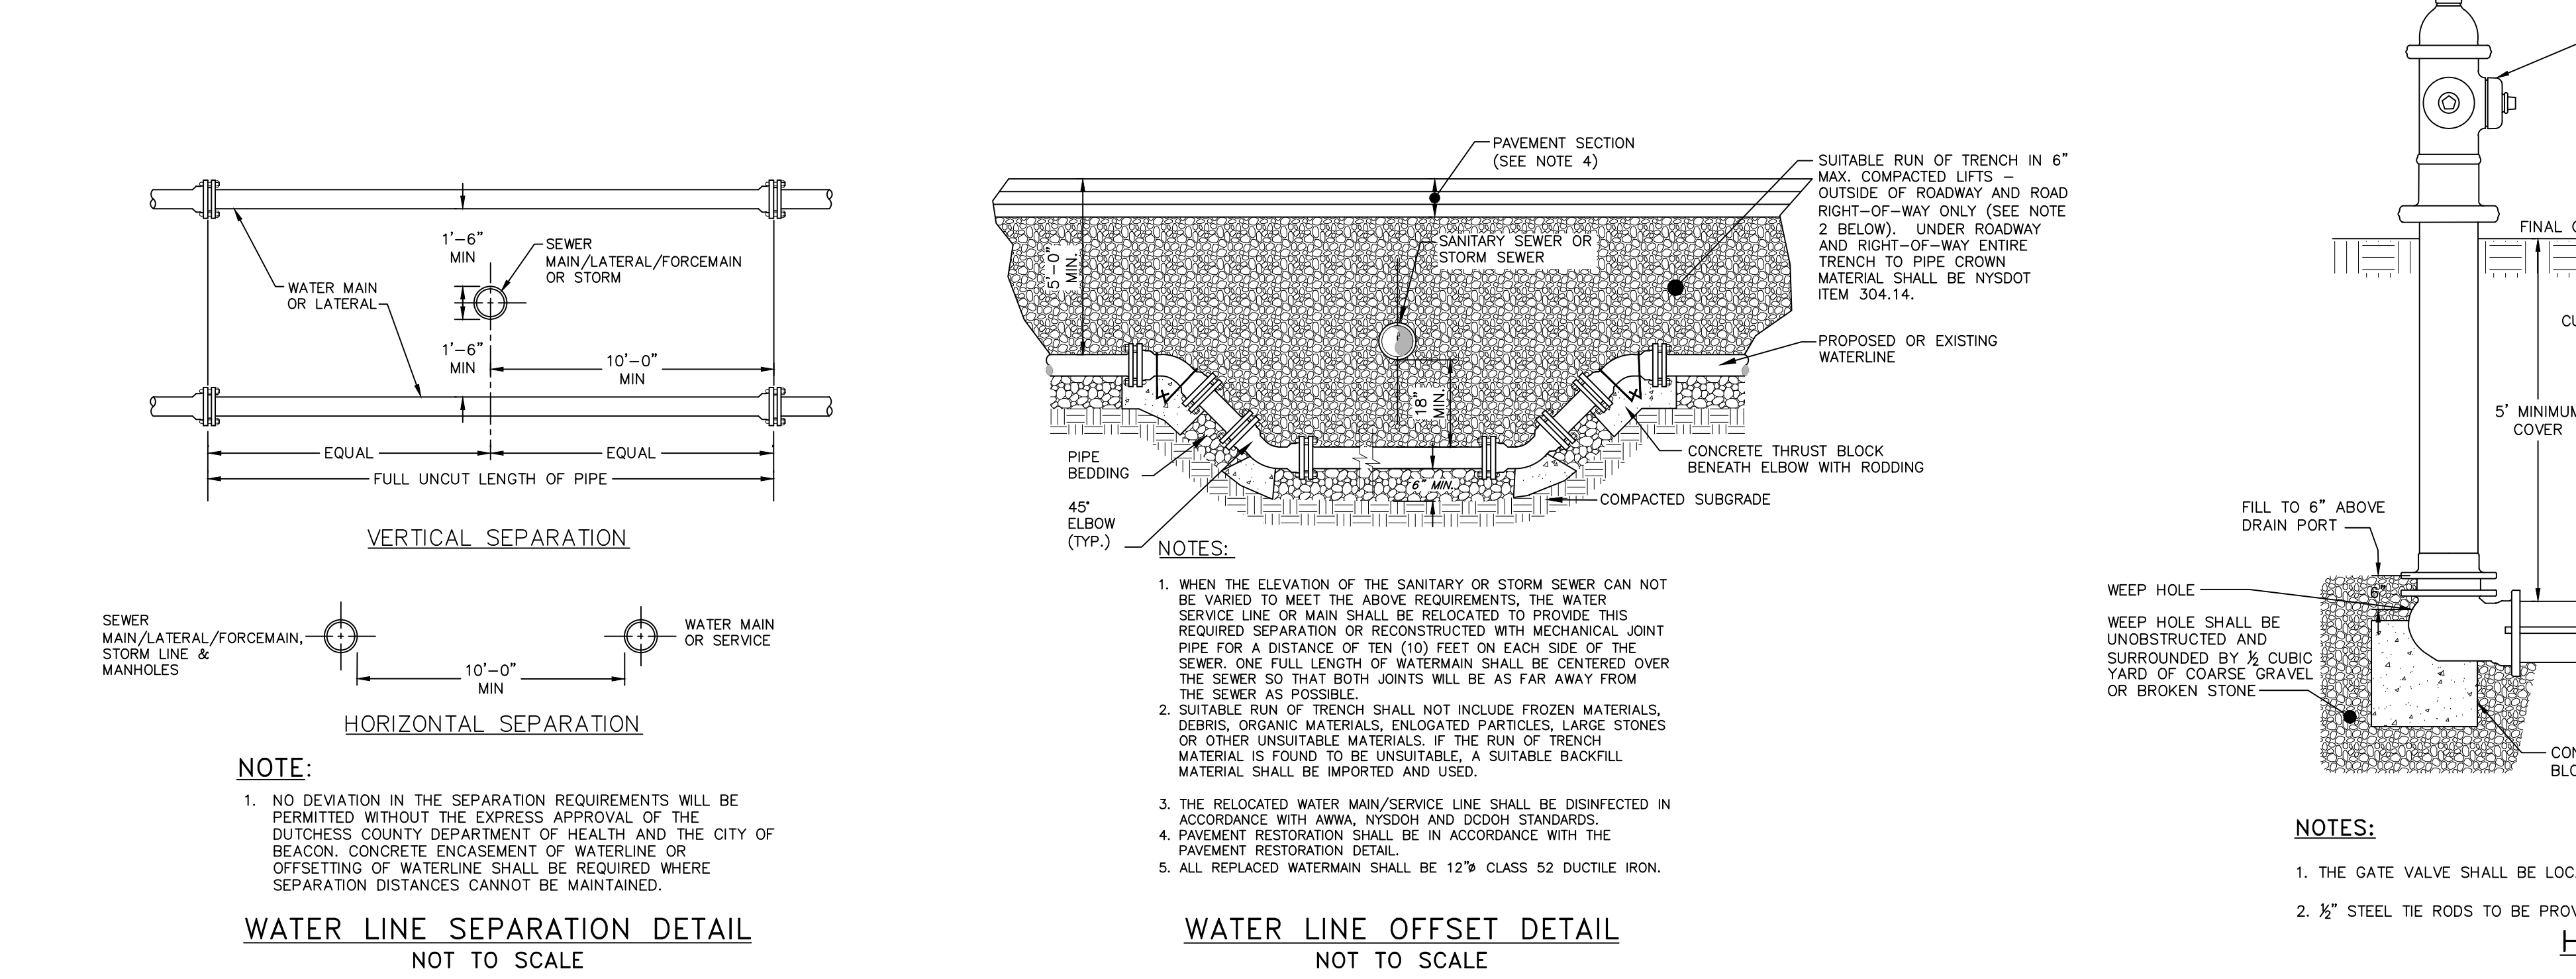 1'-6"
MIN
SEWER
MAIN/LATERAL/FORCEMAIN
OR STORM
WATER MAIN
OR LATERAL
1'-6"
MIN
10'-0"
MIN
EQUAL
EQUAL
FULL UNCUT LENGTH OF PIPE
VERTICAL SEPARATION
SEWER
MAIN/LATERAL/FORCEMAIN,
STORM LINE &
MANHOLES
WATER MAIN
OR SERVICE
10'-0"
MIN
HORIZONTAL SEPARATION
NOTE:
1. NO DEVIATION IN THE SEPARATION REQUIREMENTS WILL BE
PERMITTED WITHOUT THE EXPRESS APPROVAL OF THE
DUTCHESS COUNTY DEPARTMENT OF HEALTH AND THE CITY OF
BEACON. CONCRETE ENCASEMENT OF WATERLINE OR
OFFSETTING OF WATERLINE SHALL BE REQUIRED WHERE
SEPARATION DISTANCES CANNOT BE MAINTAINED.
WATER LINE SEPARATION DETAIL
NOT TO SCALE
PAVEMENT SECTION
(SEE NOTE 4)
SUITABLE RUN OF TRENCH IN 6"
MAX. COMPACTED LIFTS –
OUTSIDE OF ROADWAY AND ROAD
RIGHT-OF-WAY ONLY (SEE NOTE
2 BELOW). UNDER ROADWAY
AND RIGHT-OF-WAY ENTIRE
TRENCH TO PIPE CROWN
MATERIAL SHALL BE NYSDOT
ITEM 304.14.
5'-0"
MIN.
SANITARY SEWER OR
STORM SEWER
PROPOSED OR EXISTING
WATERLINE
18"
MIN.
PIPE
BEDDING
CONCRETE THRUST BLOCK
BENEATH ELBOW WITH RODDING
6" MIN.
COMPACTED SUBGRADE
45°
ELBOW
(TYP.)
NOTES:
1. WHEN THE ELEVATION OF THE SANITARY OR STORM SEWER CAN NOT
BE VARIED TO MEET THE ABOVE REQUIREMENTS, THE WATER
SERVICE LINE OR MAIN SHALL BE RELOCATED TO PROVIDE THIS
REQUIRED SEPARATION OR RECONSTRUCTED WITH MECHANICAL JOINT
PIPE FOR A DISTANCE OF TEN (10) FEET ON EACH SIDE OF THE
SEWER. ONE FULL LENGTH OF WATERMAIN SHALL BE CENTERED OVER
THE SEWER SO THAT BOTH JOINTS WILL BE AS FAR AWAY FROM
THE SEWER AS POSSIBLE.
2. SUITABLE RUN OF TRENCH SHALL NOT INCLUDE FROZEN MATERIALS,
DEBRIS, ORGANIC MATERIALS, ENLOGATED PARTICLES, LARGE STONES
OR OTHER UNSUITABLE MATERIALS. IF THE RUN OF TRENCH
MATERIAL IS FOUND TO BE UNSUITABLE, A SUITABLE BACKFILL
MATERIAL SHALL BE IMPORTED AND USED.
3. THE RELOCATED WATER MAIN/SERVICE LINE SHALL BE DISINFECTED IN
ACCORDANCE WITH AWWA, NYSDOH AND DCDOH STANDARDS.
4. PAVEMENT RESTORATION SHALL BE IN ACCORDANCE WITH THE
PAVEMENT RESTORATION DETAIL.
5. ALL REPLACED WATERMAIN SHALL BE 12"ø CLASS 52 DUCTILE IRON.
WATER LINE OFFSET DETAIL
NOT TO SCALE
FINAL
5' MINIMUM
COVER
FILL TO 6" ABOVE
DRAIN PORT
6"
WEEP HOLE
WEEP HOLE SHALL BE
UNOBSTRUCTED AND
SURROUNDED BY ½ CUBIC
YARD OF COARSE GRAVEL
OR BROKEN STONE
NOTES:
1. THE GATE VALVE SHALL BE
2. ½" STEEL TIE RODS TO BE